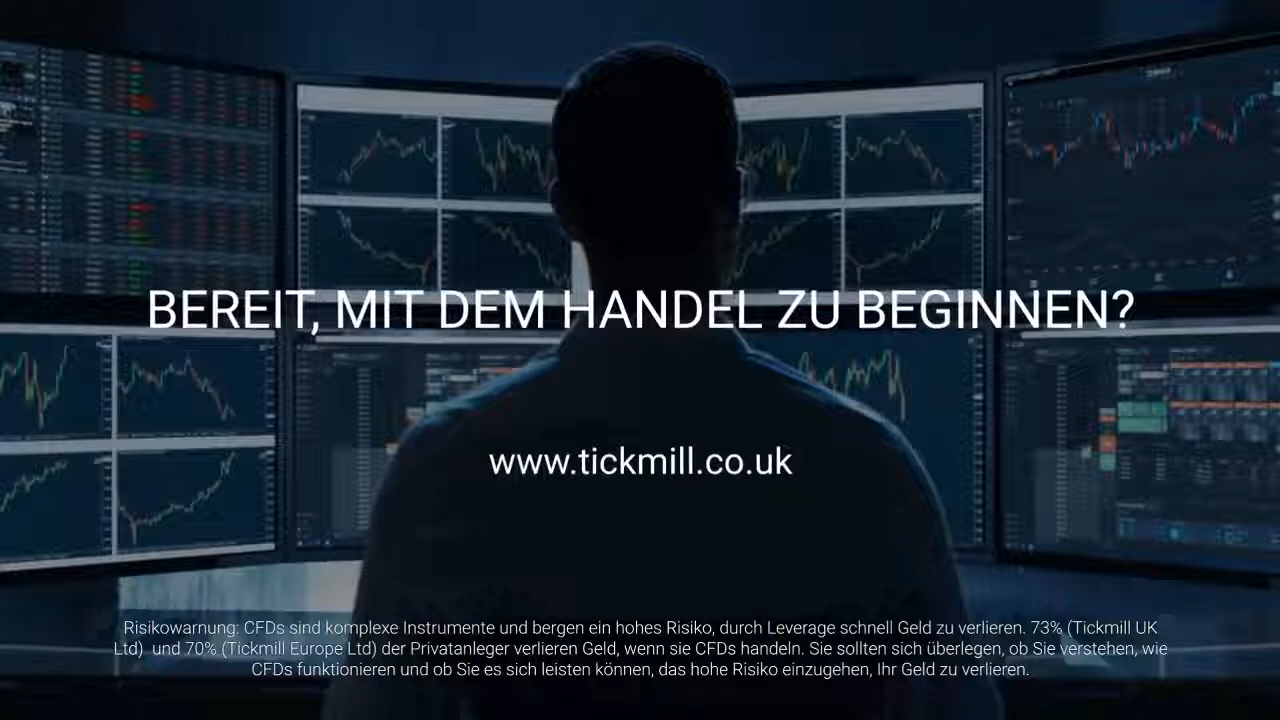 BEREIT, MIT DEM HANDEL ZU BEGINNEN?
www.tickmill.co.uk
Risikowarnung: CFDs sind komplexe Instrumente und bergen ein hohes Risiko, durch Leverage schnell Geld zu verlieren. 73% (Tickmill UK
Ltd) und 70% (Tickmill Europe Ltd) der Privatanleger verlieren Geld, wenn sie CFDs handeln. Sie sollten sich überlegen, ob Sie verstehen, wie
CFDs funktionieren und ob Sie es sich leisten können, das hohe Risiko einzugehen, Ihr Geld zu verlieren.